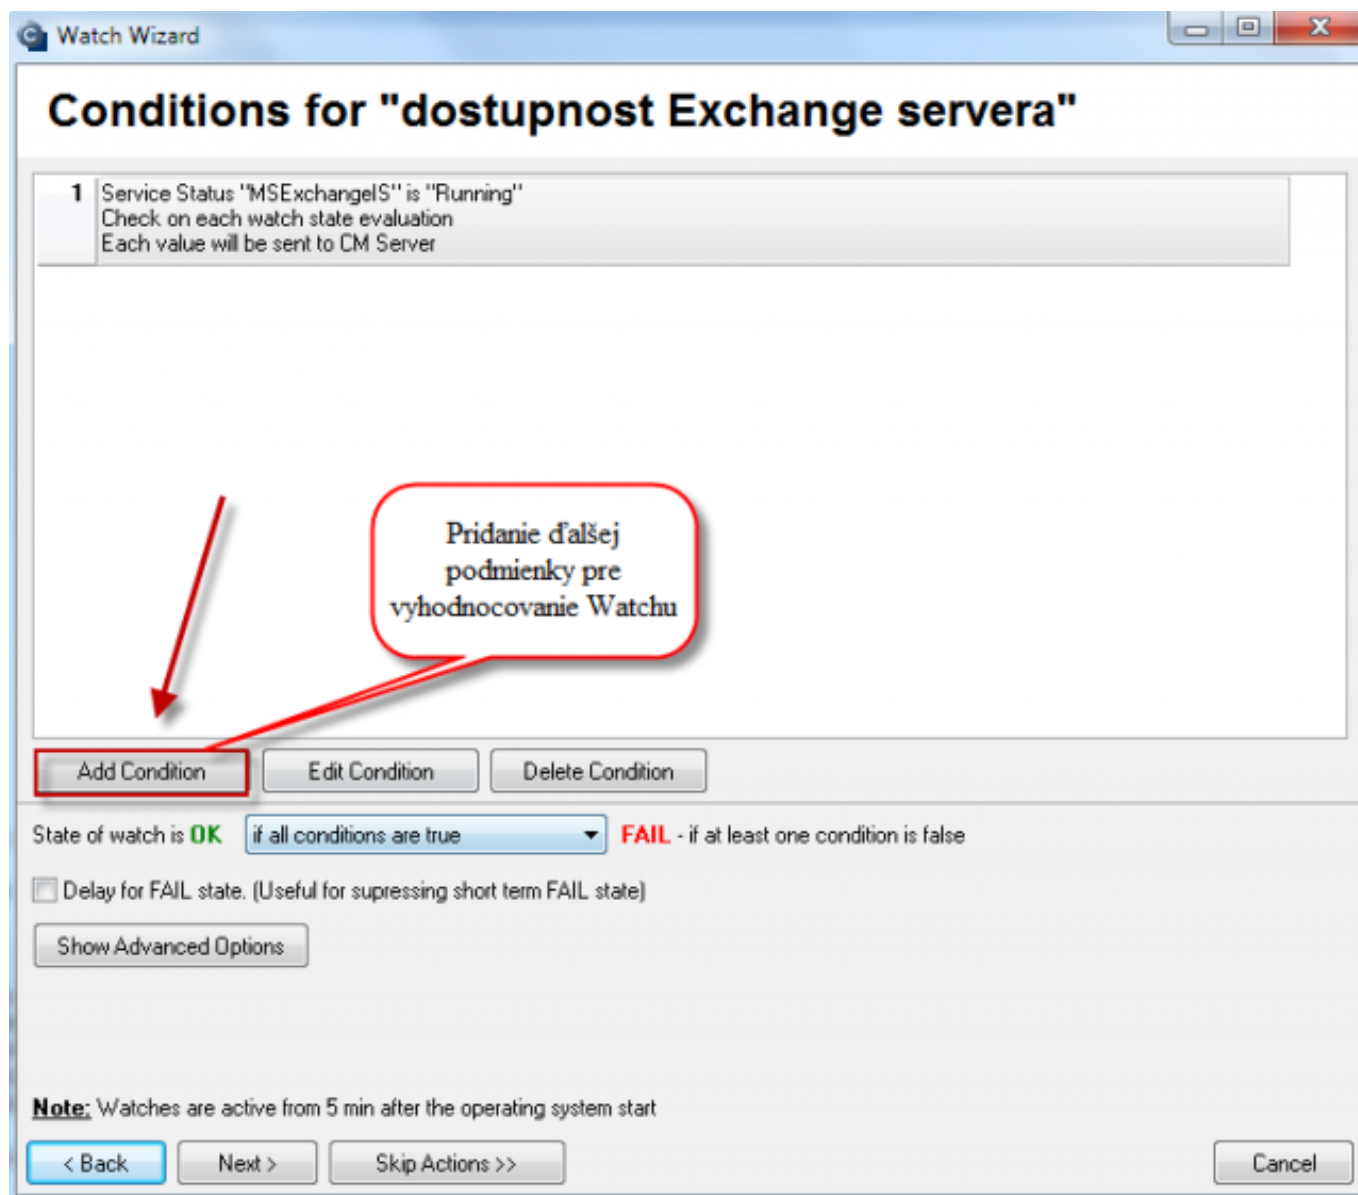 Watch Wizard
Conditions for "dostupnost Exchange servera"
1 Service Status "MSExchangeIS" is "Running"
Check on each watch state evaluation
Each value will be sent to CM Server
Pridanie ďalšej
podmienky pre
vyhodnocovanie Watchu
Add Condition Edit Condition Delete Condition
State of watch is OK if all conditions are true FAIL - if at least one condition is false
Delay for FAIL state. (Useful for supressing short term FAIL state)
Show Advanced Options
Note: Watches are active from 5 min after the operating system start
< Back Next > Skip Actions >> Cancel